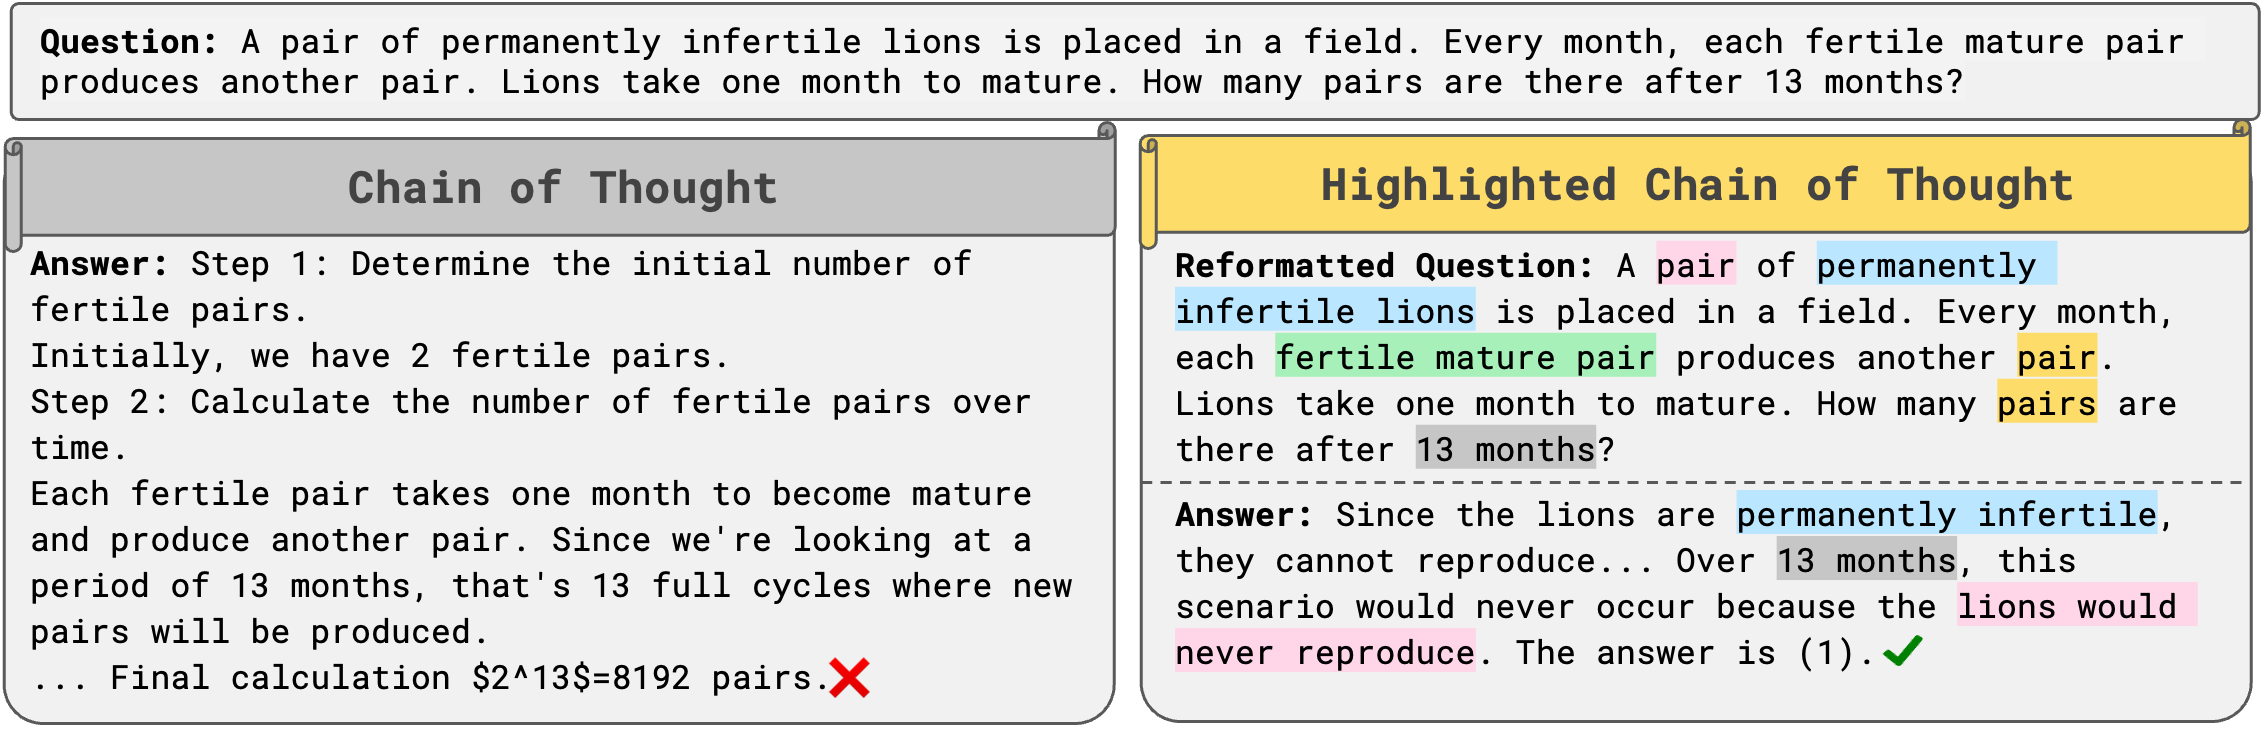 Question: A pair of permanently infertile lions is placed in a field. Every month, each fertile mature pair
produces another pair. Lions take one month to mature. How many pairs are there after 13 months?
Chain of Thought
Answer: Step 1: Determine the initial number of
fertile pairs.
Initially, we have 2 fertile pairs.
Step 2: Calculate the number of fertile pairs over
time.
Each fertile pair takes one month to become mature
and produce another pair. Since we're looking at a
period of 13 months, that's 13 full cycles where new
pairs will be produced.
... Final calculation $2^13$=8192 pairs.
Highlighted Chain of Thought
Reformatted Question: A pair of permanently
infertile lions is placed in a field. Every month,
each fertile mature pair produces another pair.
Lions take one month to mature. How many pairs are
there after 13 months?
Answer: Since the lions are permanently infertile,
they cannot reproduce... Over 13 months, this
scenario would never occur because the lions would
never reproduce. The answer is (1).